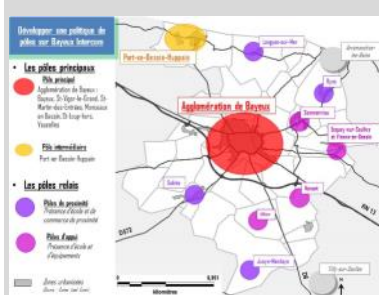 Développer une politique de
pôles sur Bayeux Intercom
• Les pôles principaux
Pôle principal
Agglomération de Bayeux :
Bayeux, St-Vigor-le-Grand, St-
Martin-des-Entrées, Monceaux
en Bessin, St-Loup-hors,
Vaucelles
Pôle intermédiaire
Port en Bessin-Huppain
• Les pôles relais
Pôles de proximité
Présence d'école et de
commerce de proximité
Pôles d'appui
Présence d'école et
d'équipements
Zones urbanisées
Port-en-Bessin-Huppain
Longues-sur-Mer
Arromanches-
les-Bains
Ryes
Agglomération de Bayeux
Sommervieu
Subles
Nonant
Juaye-Mondaye
Tilly-sur-Seulles
RN 13
D572
kilomètres
N